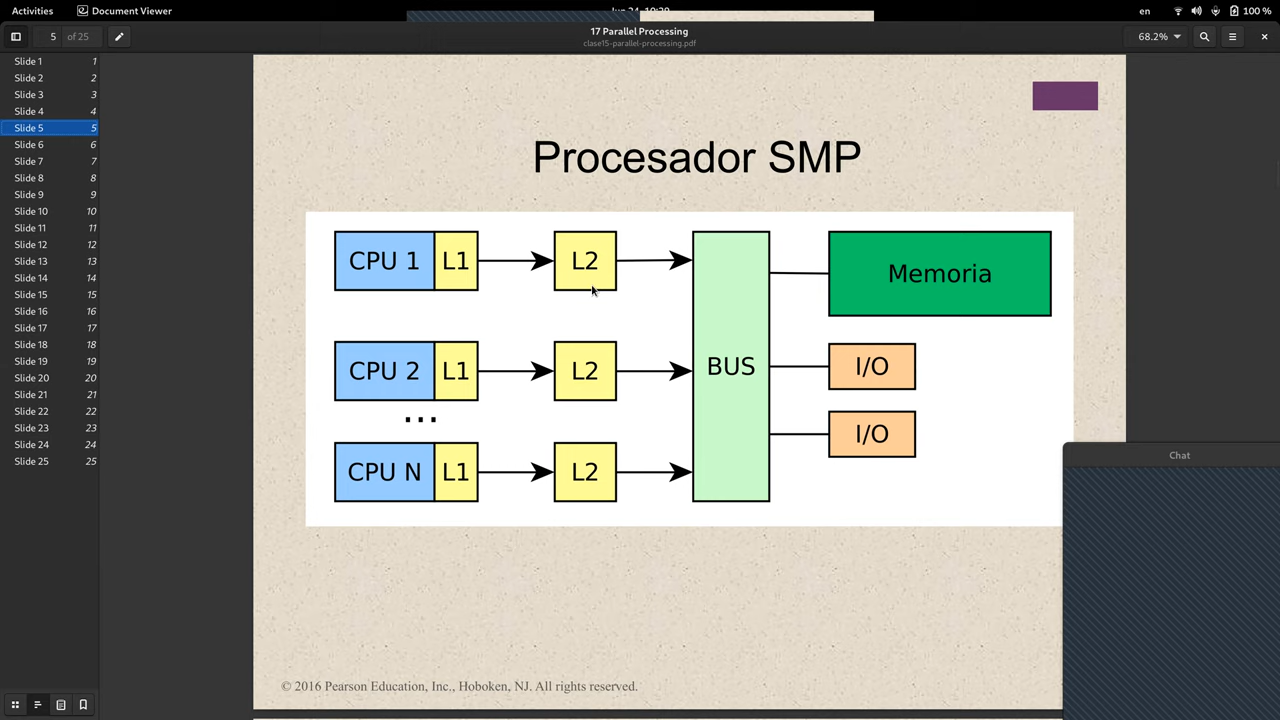 Activities
Document Viewer
en
100 %
5 of 25
17 Parallel Processing
clase15-parallel-processing.pdf
68.2%
Slide 1 1
Slide 2 2
Slide 3 3
Slide 4 4
Slide 5 5
Slide 6 6
Slide 7 7
Slide 8 8
Slide 9 9
Slide 10 10
Slide 11 11
Slide 12 12
Slide 13 13
Slide 14 14
Slide 15 15
Slide 16 16
Slide 17 17
Slide 18 18
Slide 19 19
Slide 20 20
Slide 21 21
Slide 22 22
Slide 23 23
Slide 24 24
Slide 25 25
Procesador SMP
CPU 1 L1 L2
CPU 2 L1 L2
...
CPU N L1 L2
BUS
Memoria
I/O
I/O
© 2016 Pearson Education, Inc., Hoboken, NJ. All rights reserved.
Chat